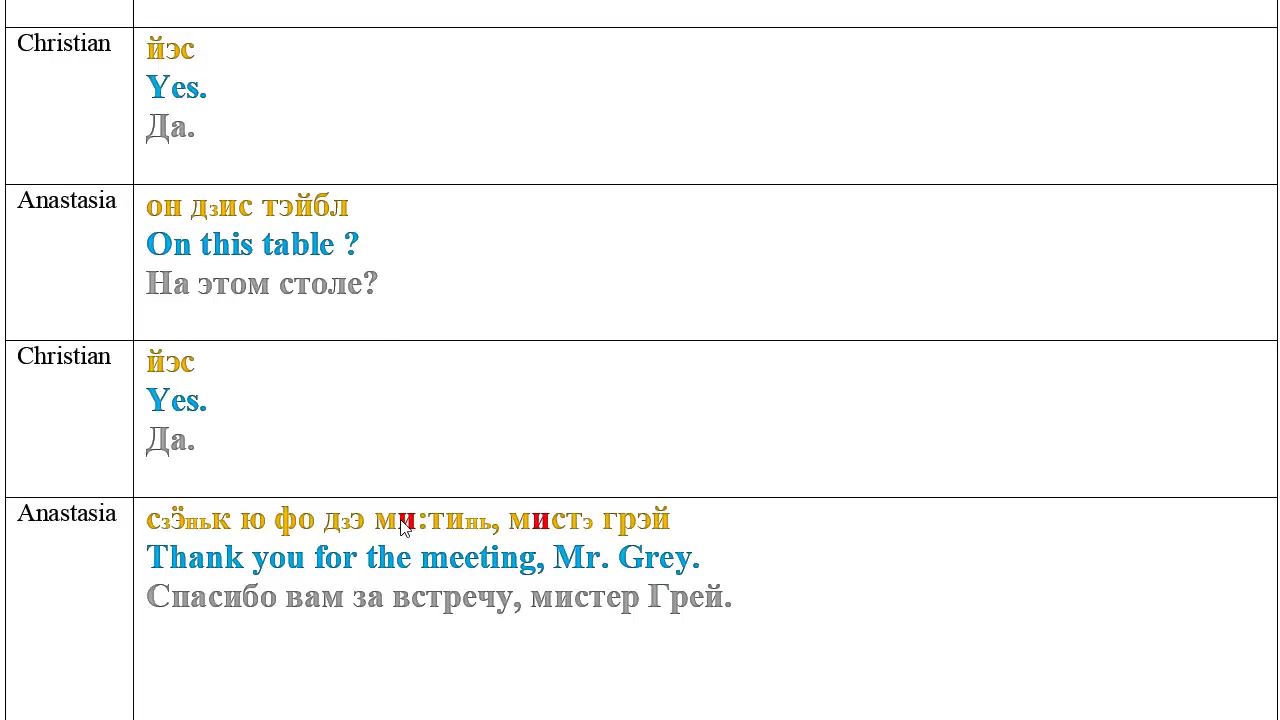 Christian
йэс
Yes.
Да.
Anastasia
он дзис тэйбл
On this table ?
На этом столе?
Christian
йэс
Yes.
Да.
Anastasia
сзӭньк ю фо дзэ ми:тинь, мистэ грэй
Thank you for the meeting, Mr. Grey.
Спасибо вам за встречу, мистер Грей.